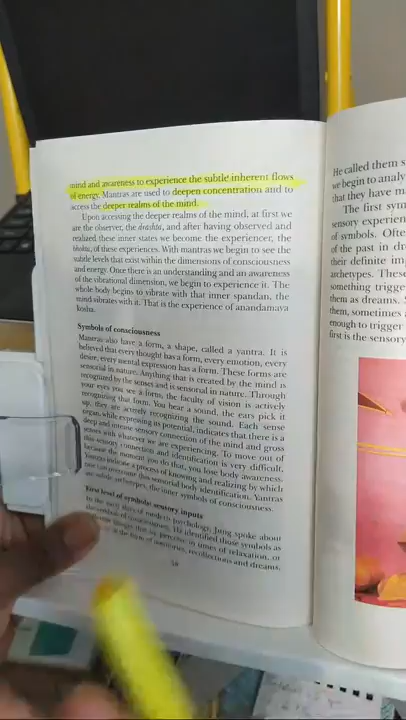 mind and awareness to experience the subtle inherent flows
of energy. Mantras are used to deepen concentration and to
access the deeper realms of the mind.
Upon accessing the deeper realms of the mind, at first we
are the observer, the drashta, and after having observed and
realized these inner states we become the experiencer, the
bhokta, of these experiences. With mantras we begin to see the
subtle levels that exist within the dimensions of consciousness
and energy. Once there is an understanding and an awareness
of the vibrational dimension, we begin to experience it. The
whole body begins to vibrate with that inner spandan, the
mind vibrates with it. That is the experience of anandamaya
kosha.
Symbols of consciousness
Mantras also have a form, a shape, called a yantra. It is
believed that every thought has a form, every emotion, every
desire, every mental expression has a form. These forms are
sensorial in nature. Anything that is created by the mind is
recognized by the senses and is sensorial in nature. Through
your eyes you see a form, the faculty of vision is actively
recognizing that form. You hear a sound, the ears pick it
up, they are actively recognizing the sound. Each sense
organ, while expressing its potential, indicates that there is a
deep and intense sensory connection of the mind and gross
senses with whatever we are experiencing. To move out of
this sensory connection and identification is very difficult,
because the moment you do that, you lose body awareness.
Yantras indicate a process of knowing and realizing by which
one can transcend this sensorial body identification. Yantras
are subtle archetypes, the inner symbols of consciousness.
First level of symbols: sensory inputs
In the early days of modern psychology, Jung spoke about
the symbols of consciousness. He identified those symbols as
images that we perceive in times of relaxation, or
in the form of memories, recollections and dreams.
He called them s
we begin to analy
that they have m
The first sym
sensory experien
of symbols. Ofte
of the past in dr
their definite im
archetypes. These
something trigger
them as dreams. S
them, sometimes
enough to trigger
first is the sensory